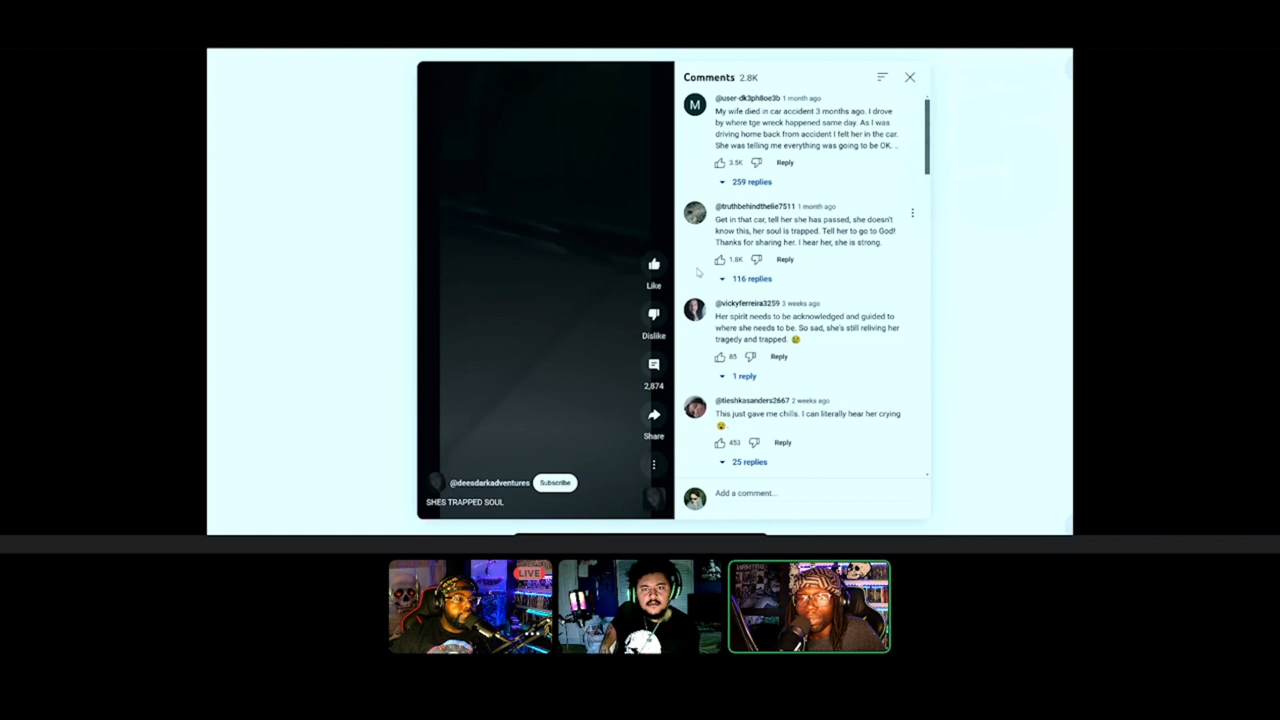 Comments 2.8K
M
@user-dk3ph8oe3b 1 month ago
My wife died in car accident 3 months ago. I drove
by where tge wreck happened same day. As I was
driving home back from accident I felt her in the car.
She was telling me everything was going to be OK. ..
3.5K Reply
259 replies
@truthbehindthelie7511 1 month ago
Get in that car, tell her she has passed, she doesn't
know this, her soul is trapped. Tell her to go to God!
Thanks for sharing her. I hear her, she is strong.
1.8K Reply
116 replies
@vickyferreira3259 3 weeks ago
Her spirit needs to be acknowledged and guided to
where she needs to be. So sad, she's still reliving her
tragedy and trapped. 😢
85 Reply
1 reply
@tieshkasanders2667 2 weeks ago
This just gave me chills. I can literally hear her crying
😨.
453 Reply
25 replies
Add a comment...
Like
Dislike
2,874
Share
@deesdarkadventures Subscribe
SHES TRAPPED SOUL
LIVE